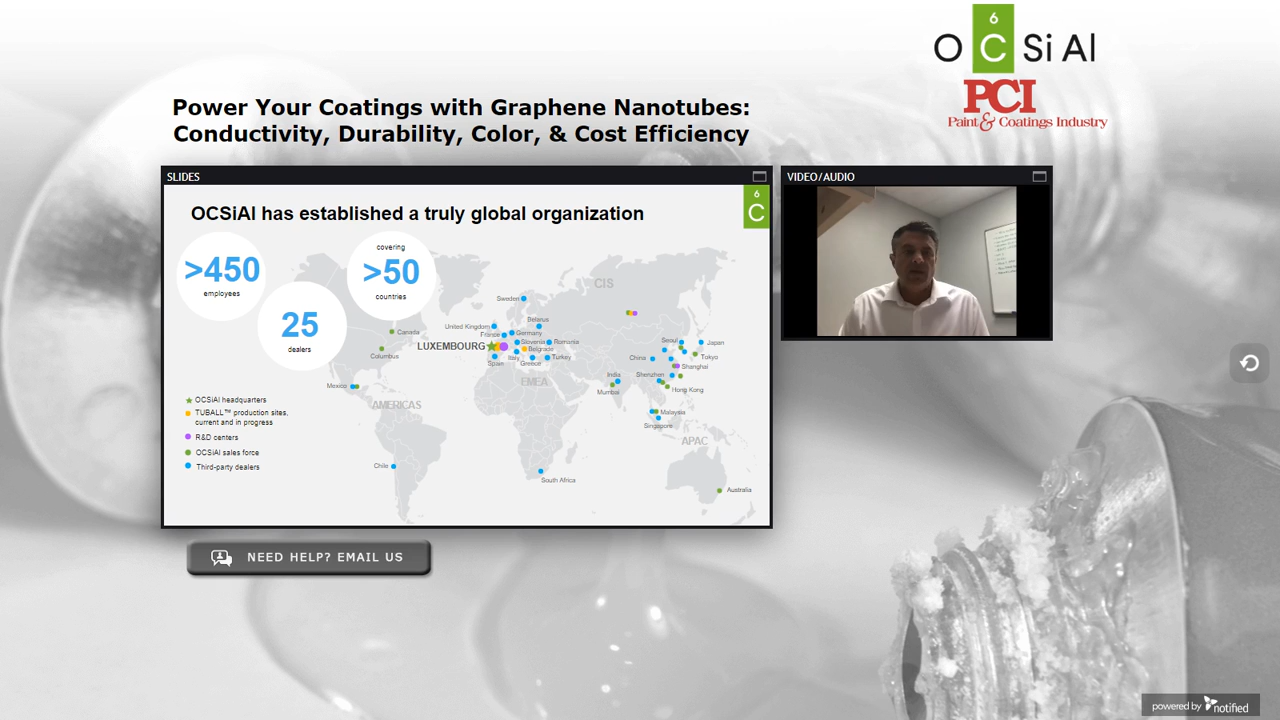 6
O C Si Al
PCI
Paint & Coatings Industry
Power Your Coatings with Graphene Nanotubes:
Conductivity, Durability, Color, & Cost Efficiency
SLIDES
VIDEO/AUDIO
6
C
OCSiAl has established a truly global organization
>450
employees
covering
>50
countries
25
dealers
CIS
Sweden
Belarus
United Kingdom
France
Germany
LUXEMBOURG
Slovenia
Romania
Belgrade
Spain
Italy
Greece
Turkey
Canada
Columbus
Mexico
EMEA
AMERICAS
Seoul
Japan
Tokyo
China
Shanghai
India
Shenzhen
Mumbai
Hong Kong
Malaysia
Singapore
APAC
Chile
South Africa
Australia
OCSiAl headquarters
TUBALL™ production sites,
current and in progress
R&D centers
OCSiAl sales force
Third-party dealers
NEED HELP? EMAIL US
powered by notified